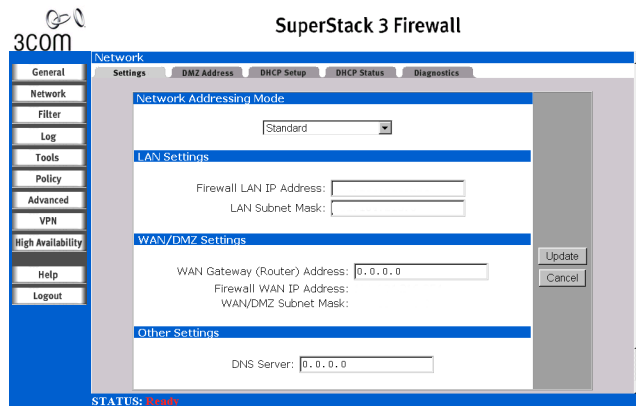 3COM
SuperStack 3 Firewall
Network
Settings DMZ Address DHCP Setup DHCP Status Diagnostics
General
Network
Filter
Log
Tools
Policy
Advanced
VPN
High Availability
Help
Logout
Network Addressing Mode
Standard
LAN Settings
Firewall LAN IP Address:
LAN Subnet Mask:
WAN/DMZ Settings
WAN Gateway (Router) Address: 0.0.0.0
Firewall WAN IP Address:
WAN/DMZ Subnet Mask:
Other Settings
DNS Server: 0.0.0.0
Update
Cancel
STATUS: Ready